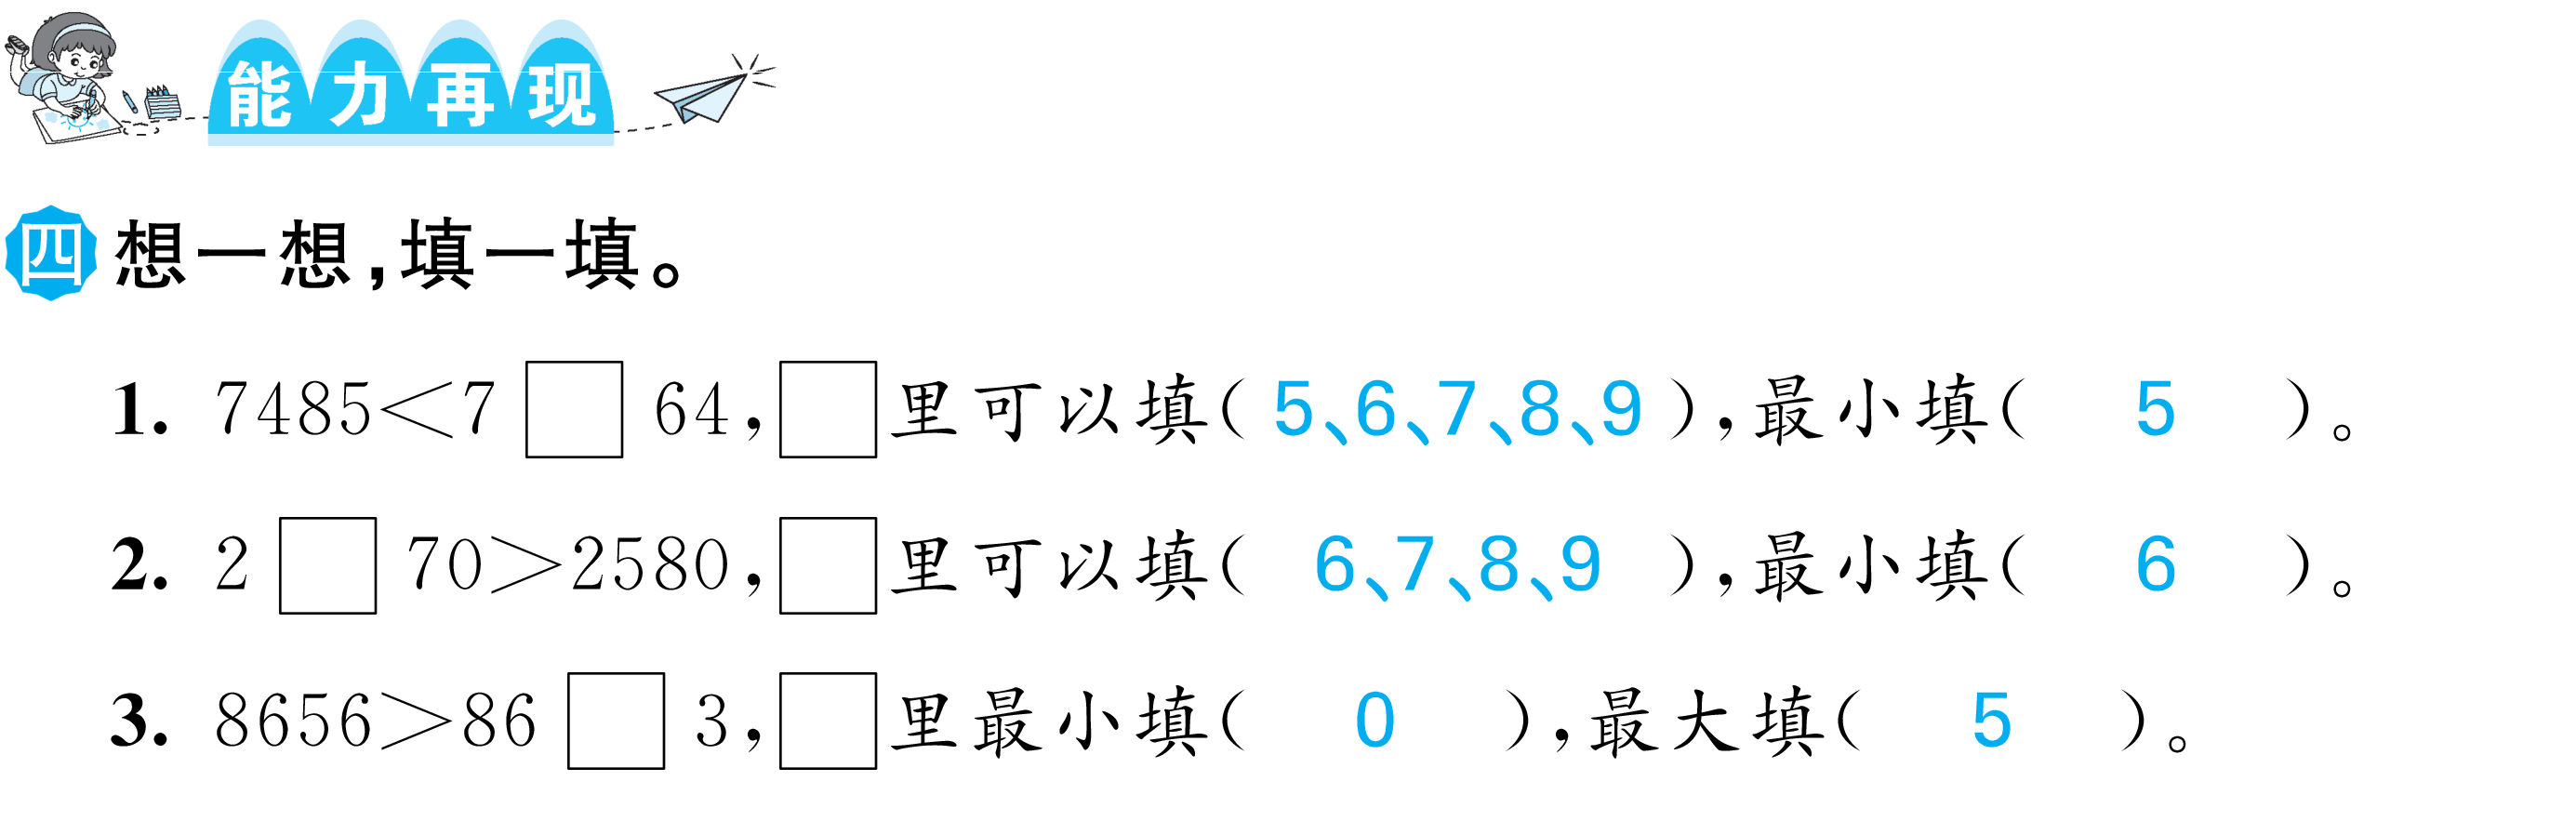 能力再现
四 想一想,填一填。
1. 7485<7□64,□里可以填(5、6、7、8、9),最小填( 5 )。
2. 2□70>2580,□里可以填( 6、7、8、9 ),最小填( 6 )。
3. 8656>86□3,□里最小填( 0 ),最大填( 5 )。